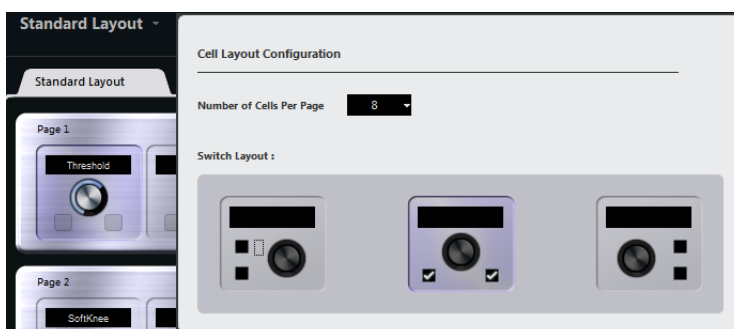 Standard Layout
Standard Layout
Page 1
Threshold
Page 2
SoftKnee
Cell Layout Configuration
Number of Cells Per Page 8
Switch Layout :